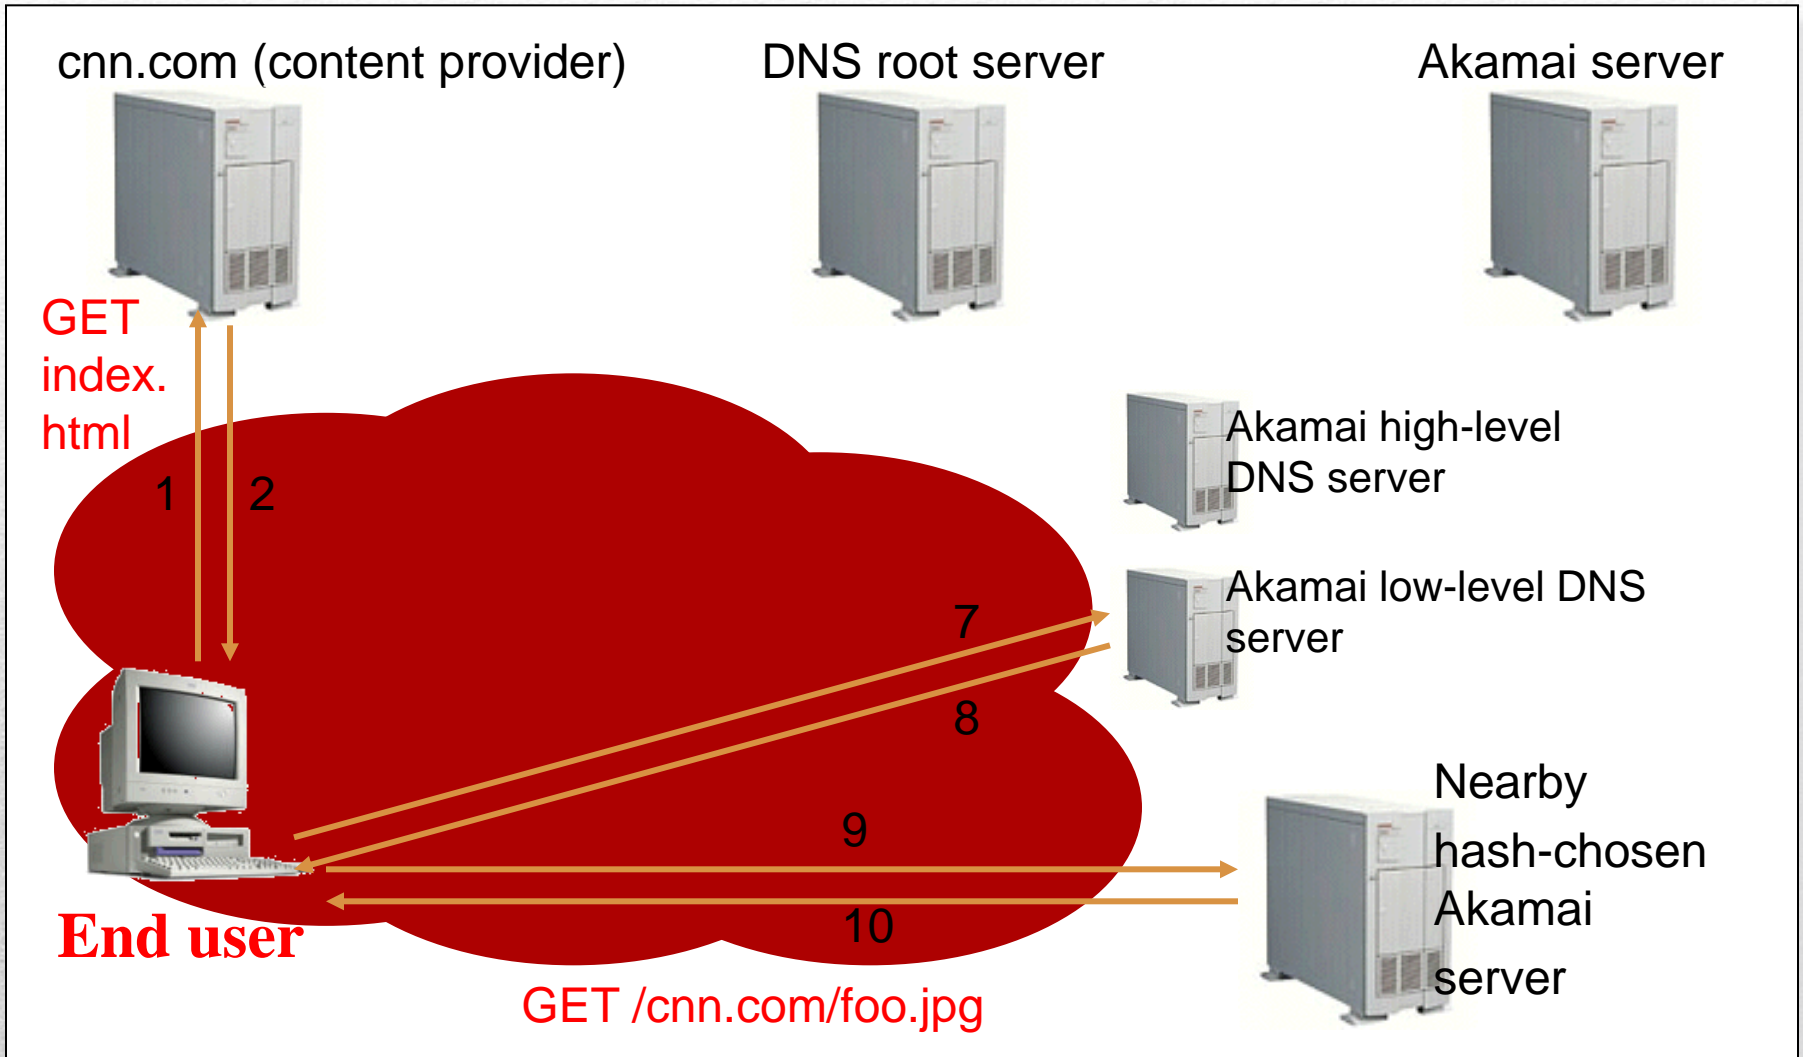 cnn.com (content provider)
DNS root server
Akamai server
GET
index.
html
1
2
Akamai high-level
DNS server
Akamai low-level DNS
server
7
8
Nearby
hash-chosen
Akamai
server
9
10
End user
GET /cnn.com/foo.jpg